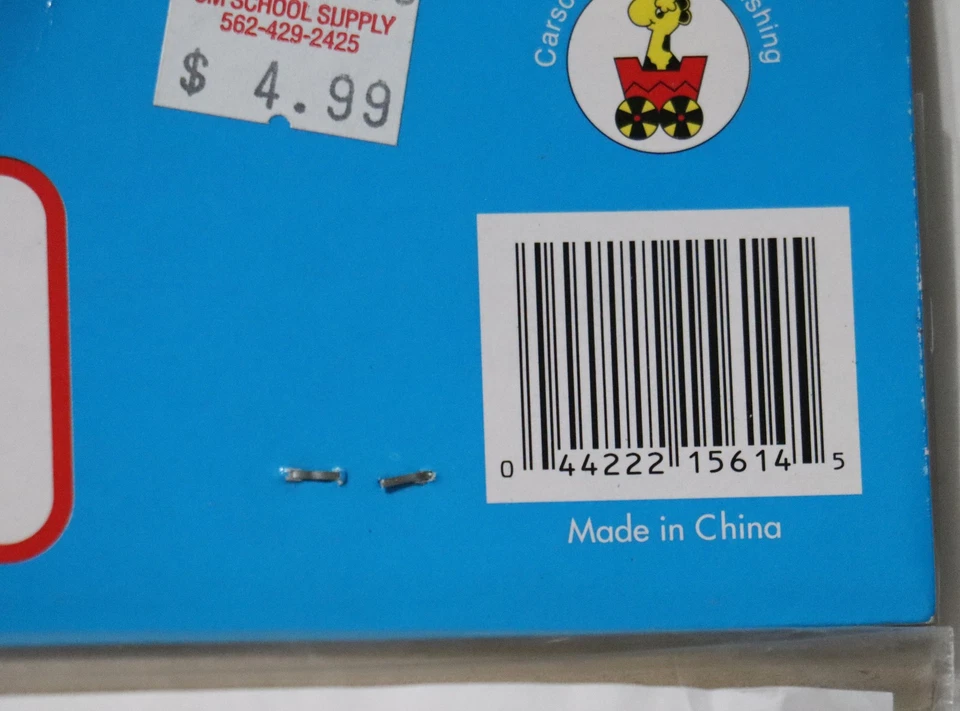 SCHOOL SUPPLY
562-429-2425
$ 4.99
0 44222 15614 5
Made in China